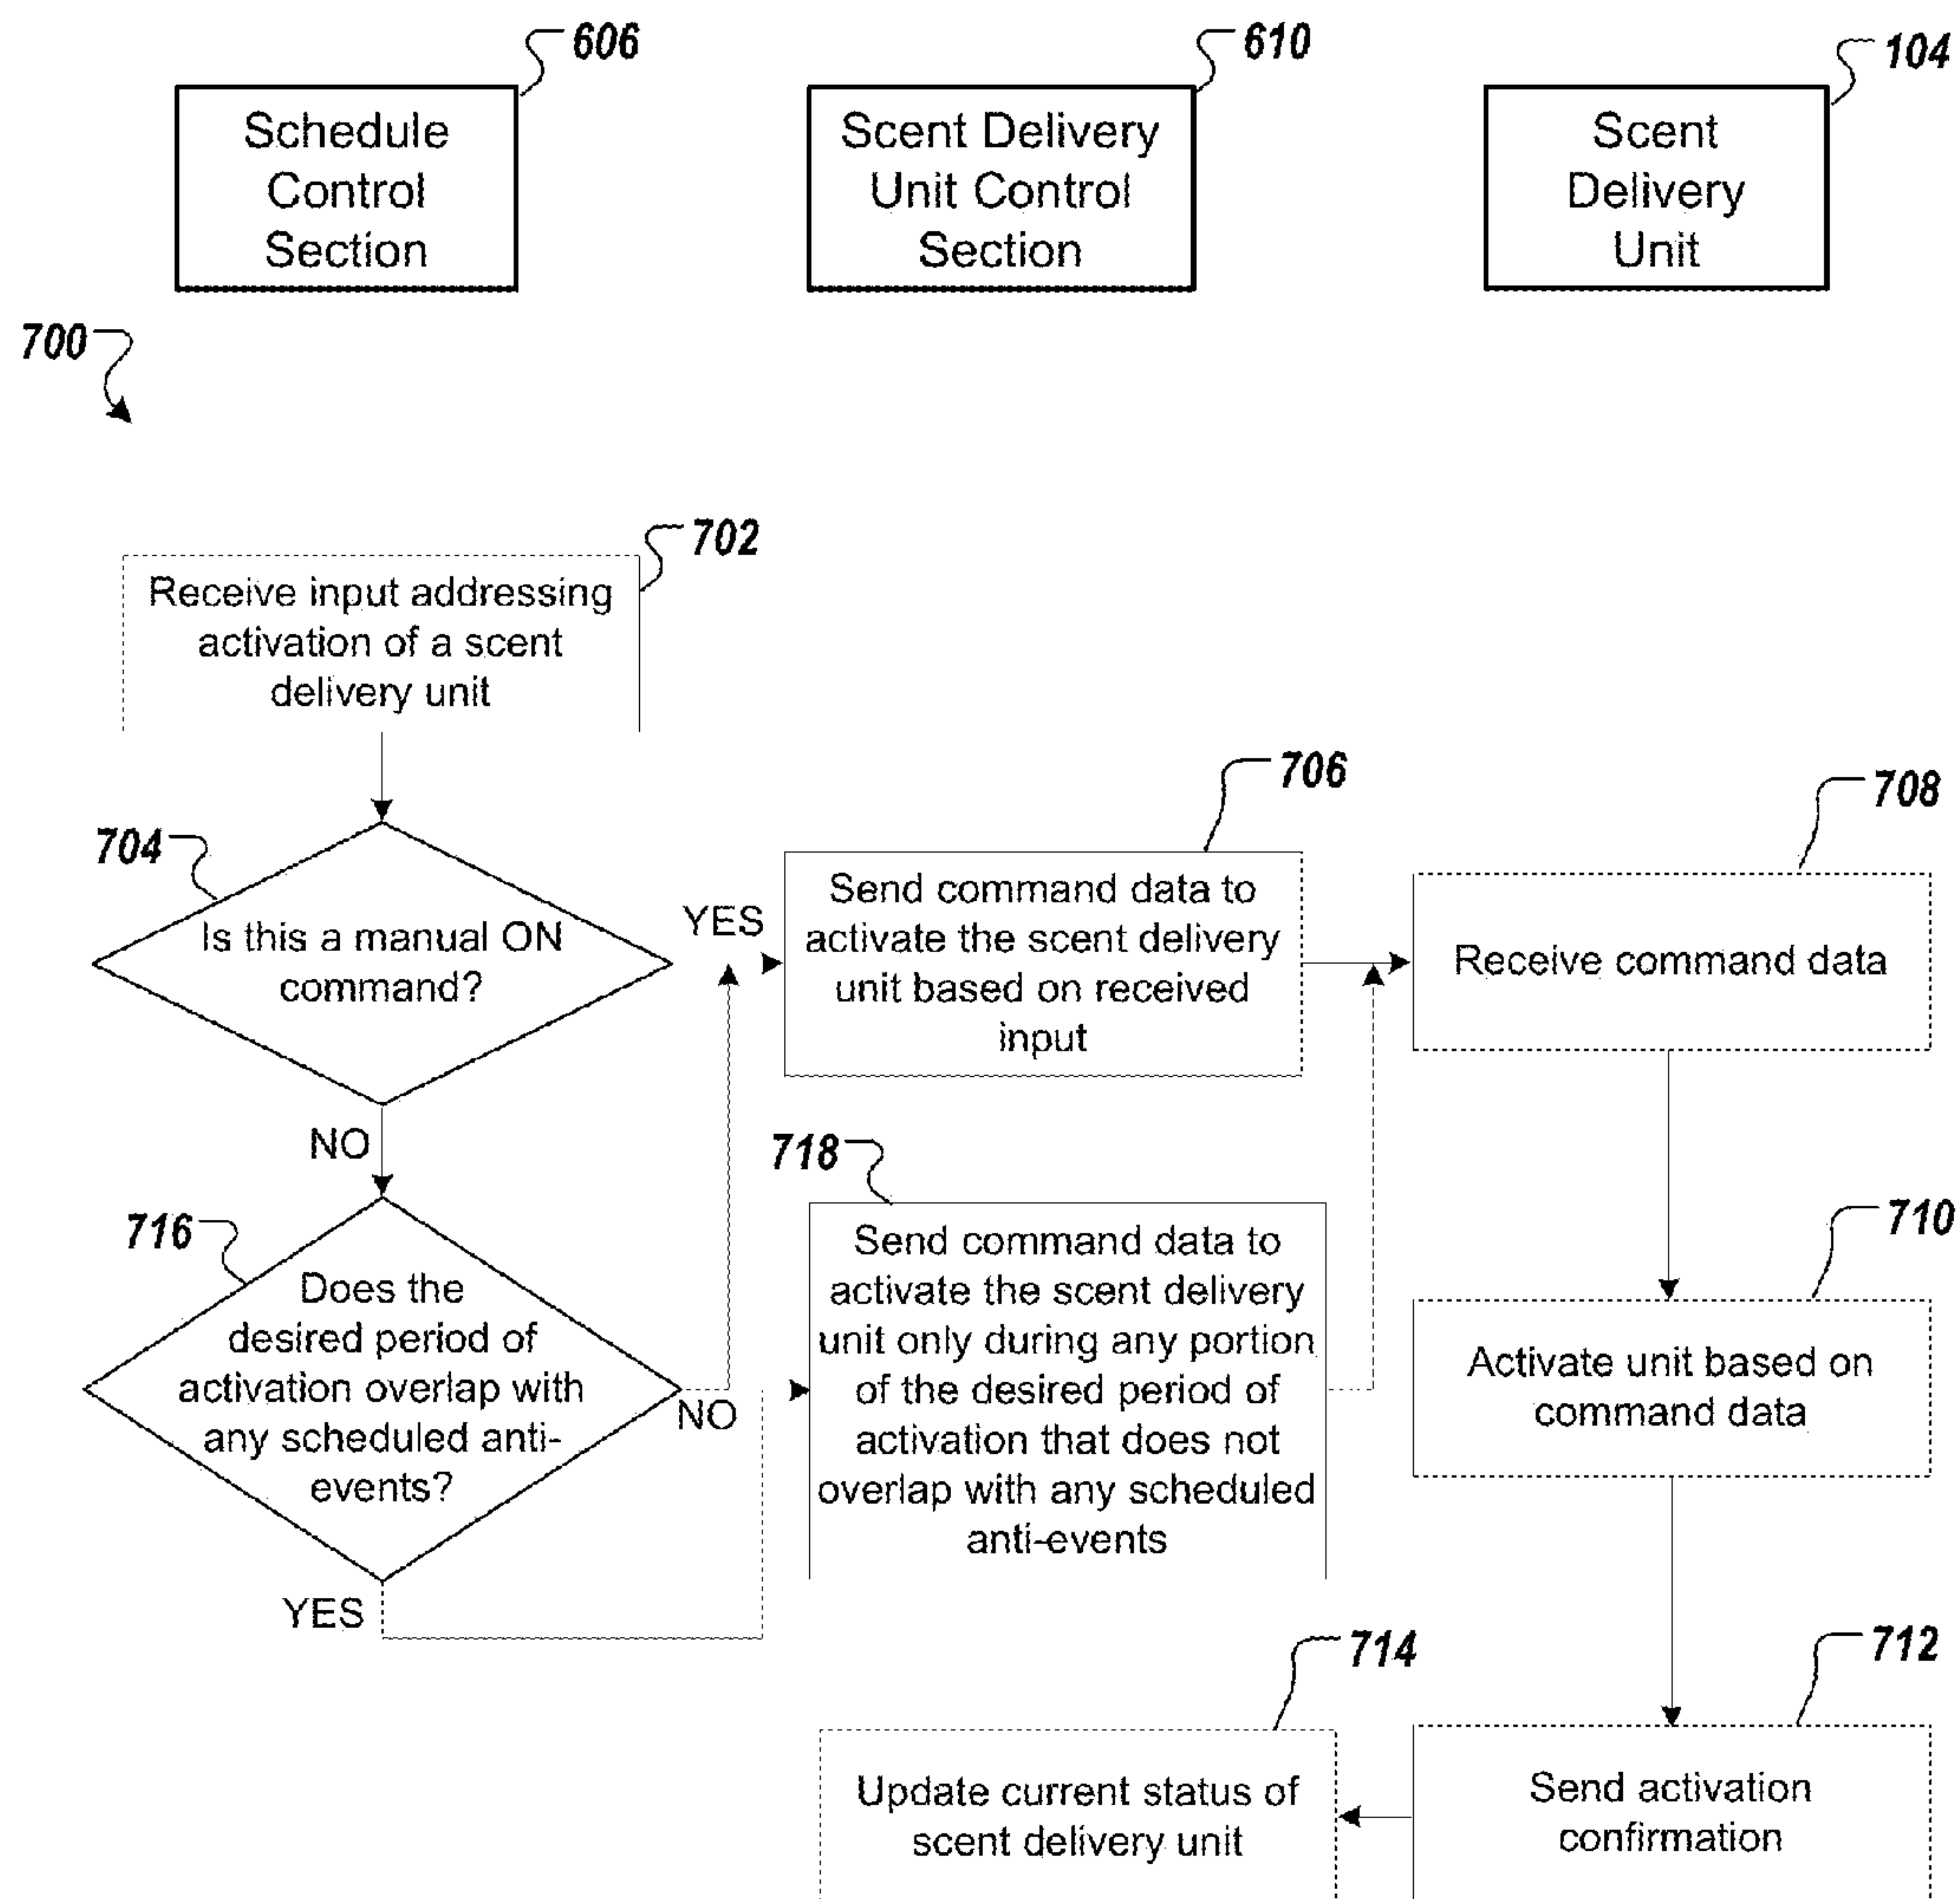 606
610
104
Schedule
Control
Section
Scent Delivery
Unit Control
Section
Scent
Delivery
Unit
700
702
Receive input addressing
activation of a scent
delivery unit
704
Is this a manual ON
command?
YES
NO
706
Send command data to
activate the scent delivery
unit based on received
input
708
Receive command data
716
Does the
desired period of
activation overlap with
any scheduled anti-
events?
NO
YES
718
Send command data to
activate the scent delivery
unit only during any portion
of the desired period of
activation that does not
overlap with any scheduled
anti-events
710
Activate unit based on
command data
714
Update current status of
scent delivery unit
712
Send activation
confirmation